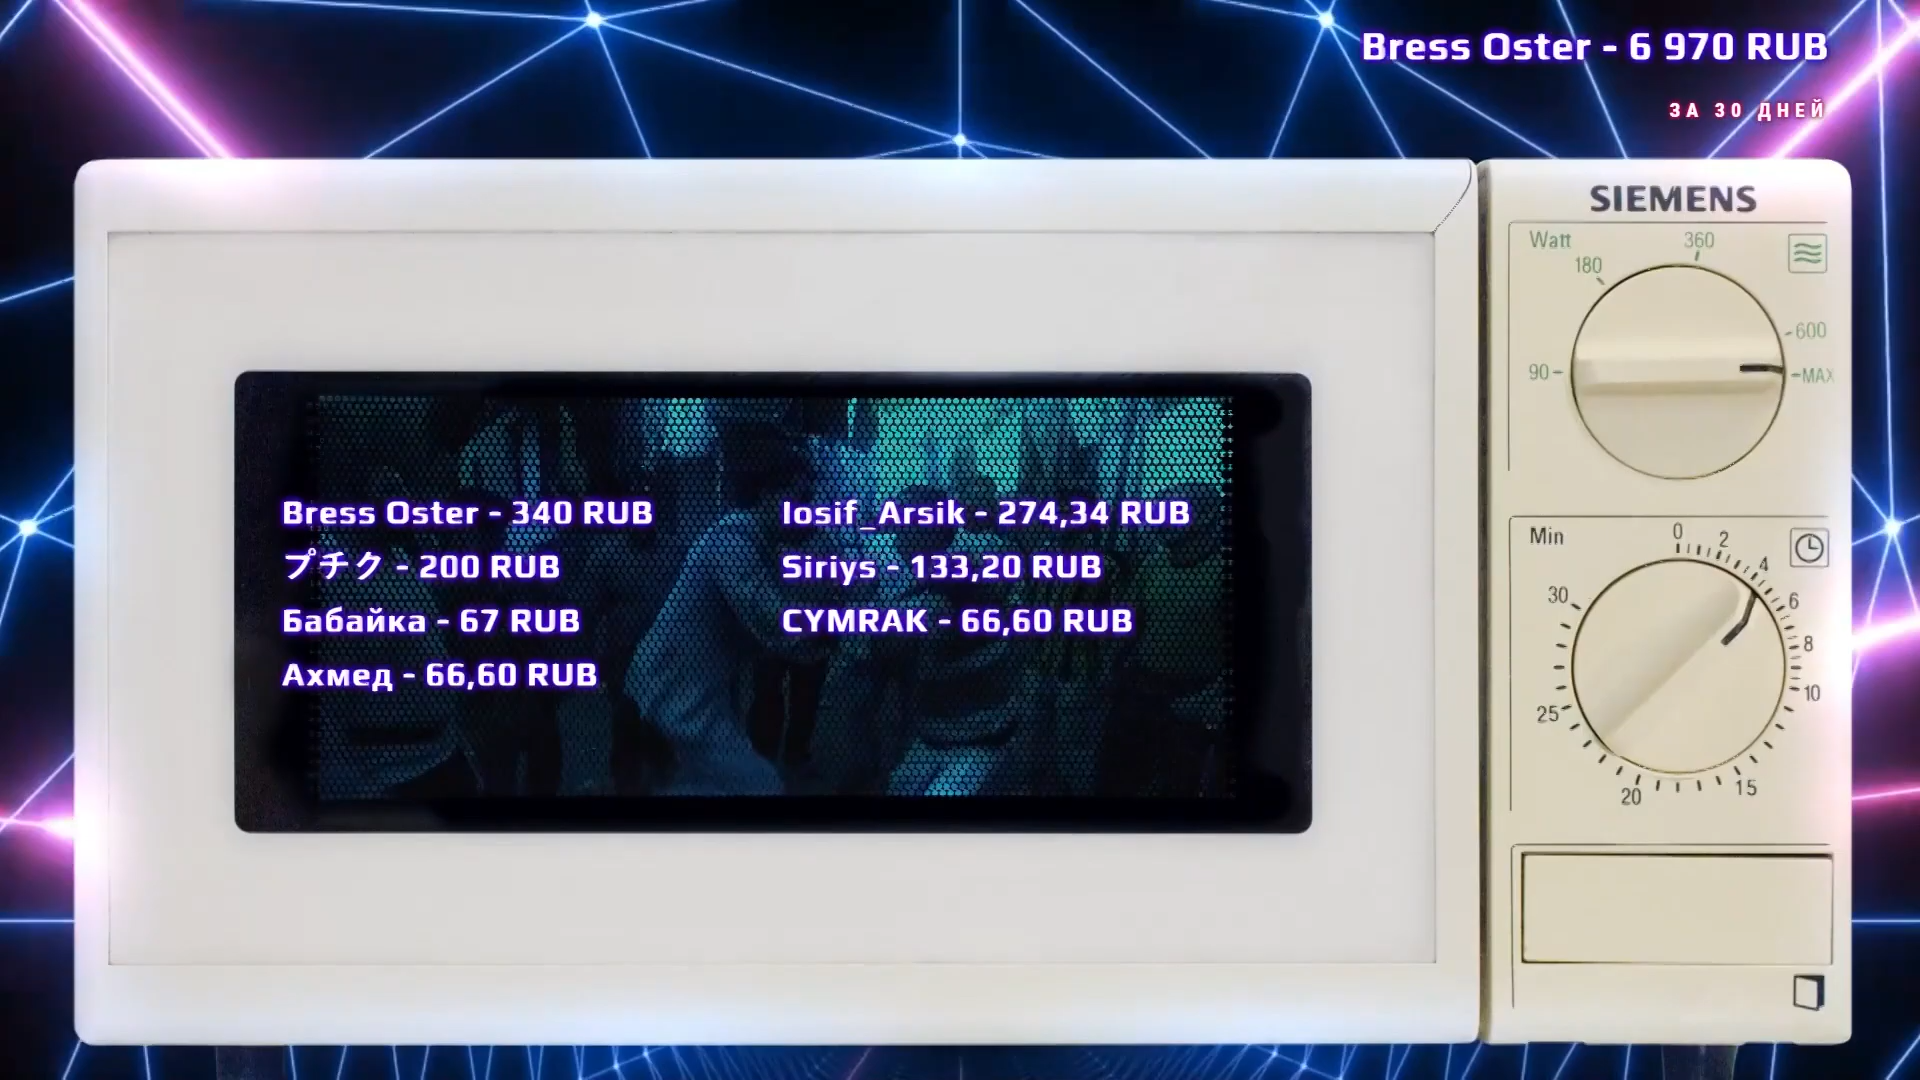 Bress Oster - 6 970 RUB
ЗА 30 ДНЕЙ
SIEMENS
Watt
360
180
600
90
MAX
Bress Oster - 340 RUB
Iosif_Arsik - 274,34 RUB
プチク - 200 RUB
Siriys - 133,20 RUB
Бабайка - 67 RUB
CYMRAK - 66,60 RUB
Ахмед - 66,60 RUB
Min
0
2
4
6
8
10
15
20
25
30